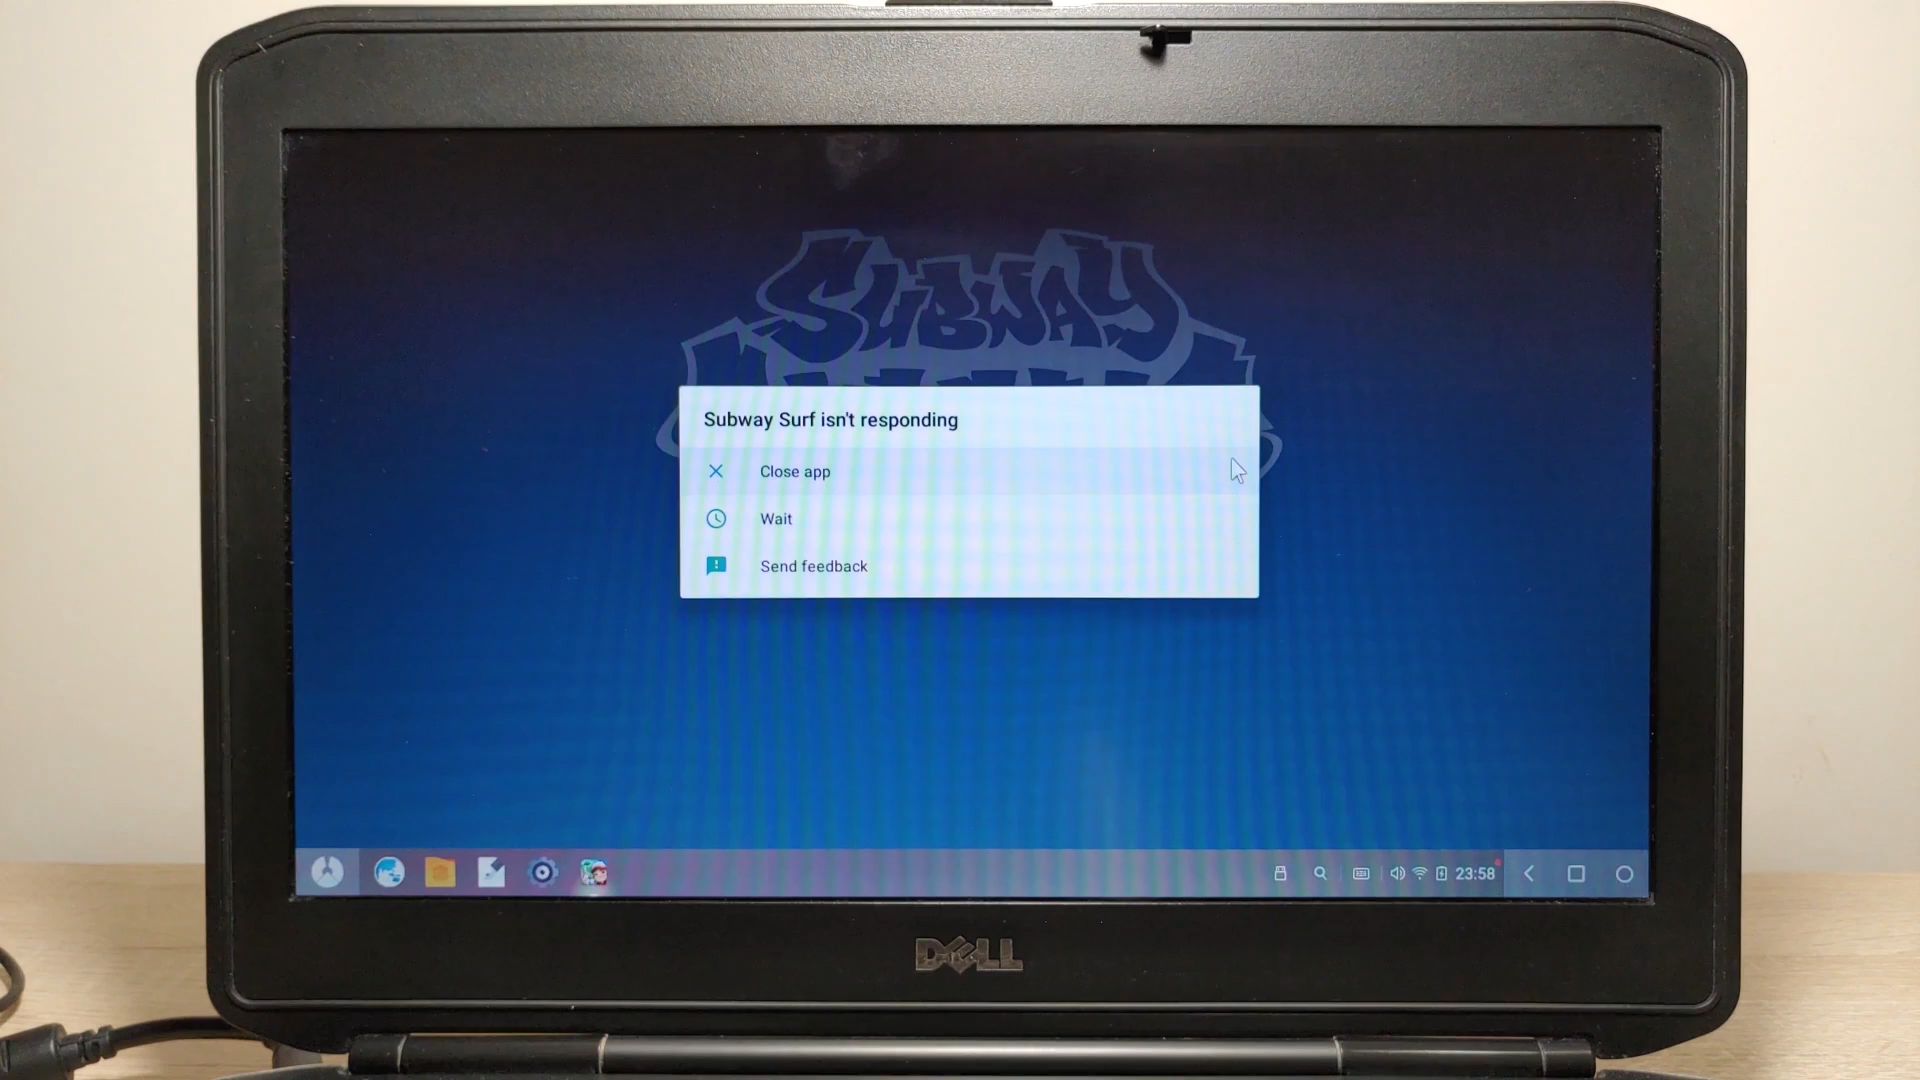 SUBWAY
Subway Surf isn't responding
Close app
Wait
Send feedback
23:58
DELL